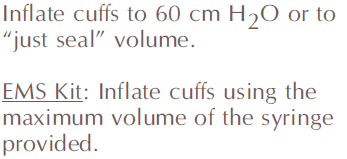 Inflate cuffs to 60 cm H₂O or to
“just seal” volume.
EMS Kit: Inflate cuffs using the
maximum volume of the syringe
provided.